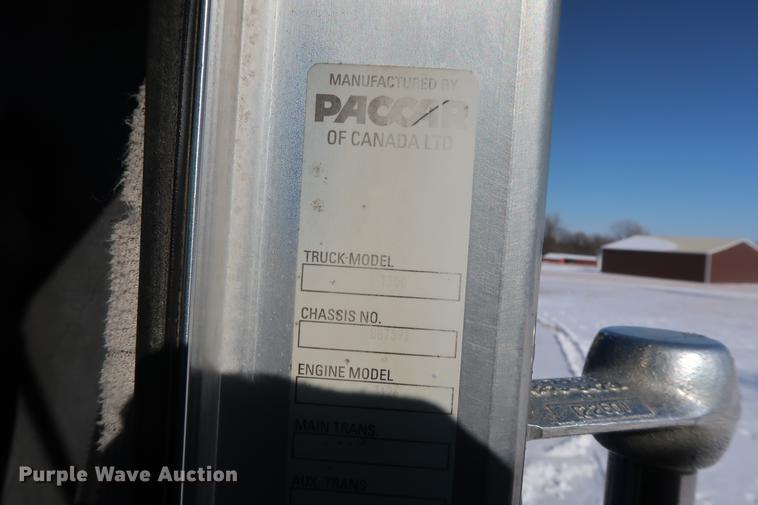 MANUFACTURED BY
PACCAR
OF CANADA LTD
TRUCK MODEL
CHASSIS NO.
ENGINE MODEL
MAIN TRANS.
AUX. TRANS
Purple Wave Auction